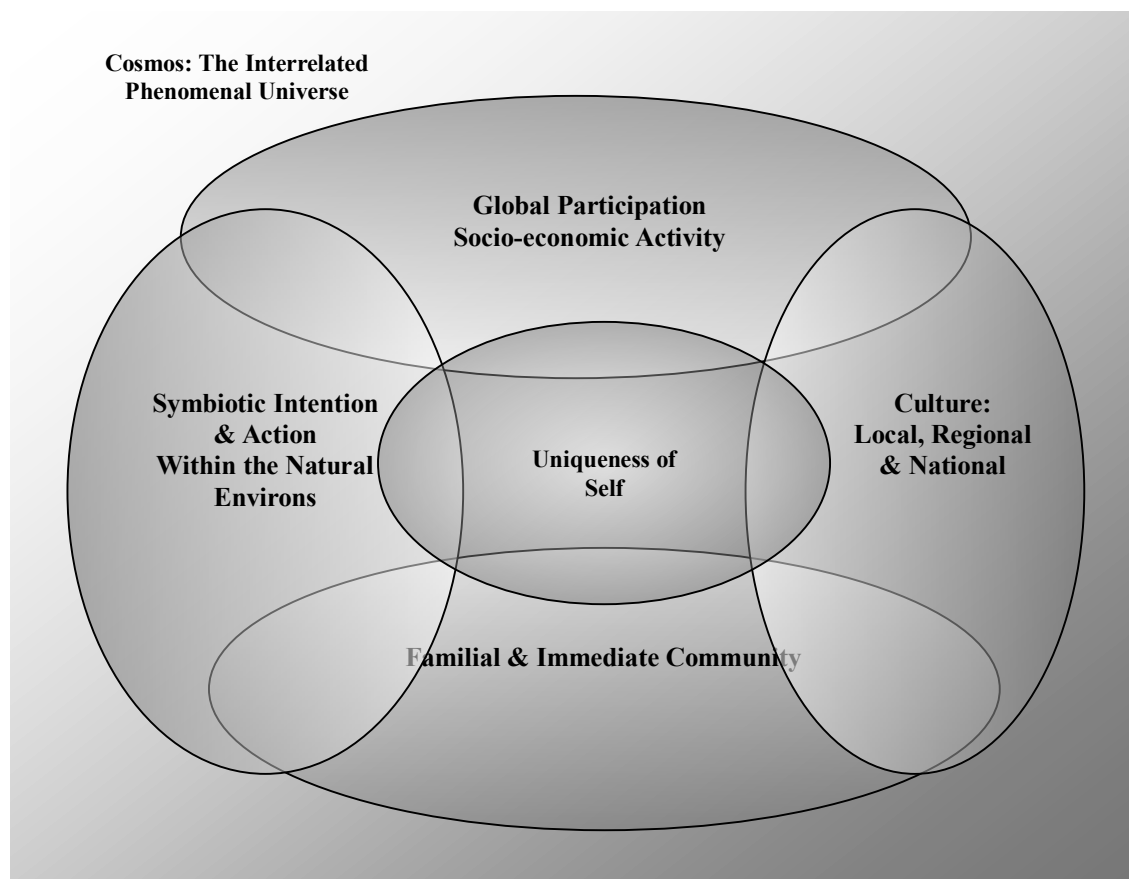 Cosmos: The Interrelated
Phenomenal Universe
Global Participation
Socio-economic Activity
Symbiotic Intention
& Action
Within the Natural
Environs
Uniqueness of
Self
Culture:
Local, Regional
& National
Familial & Immediate Community